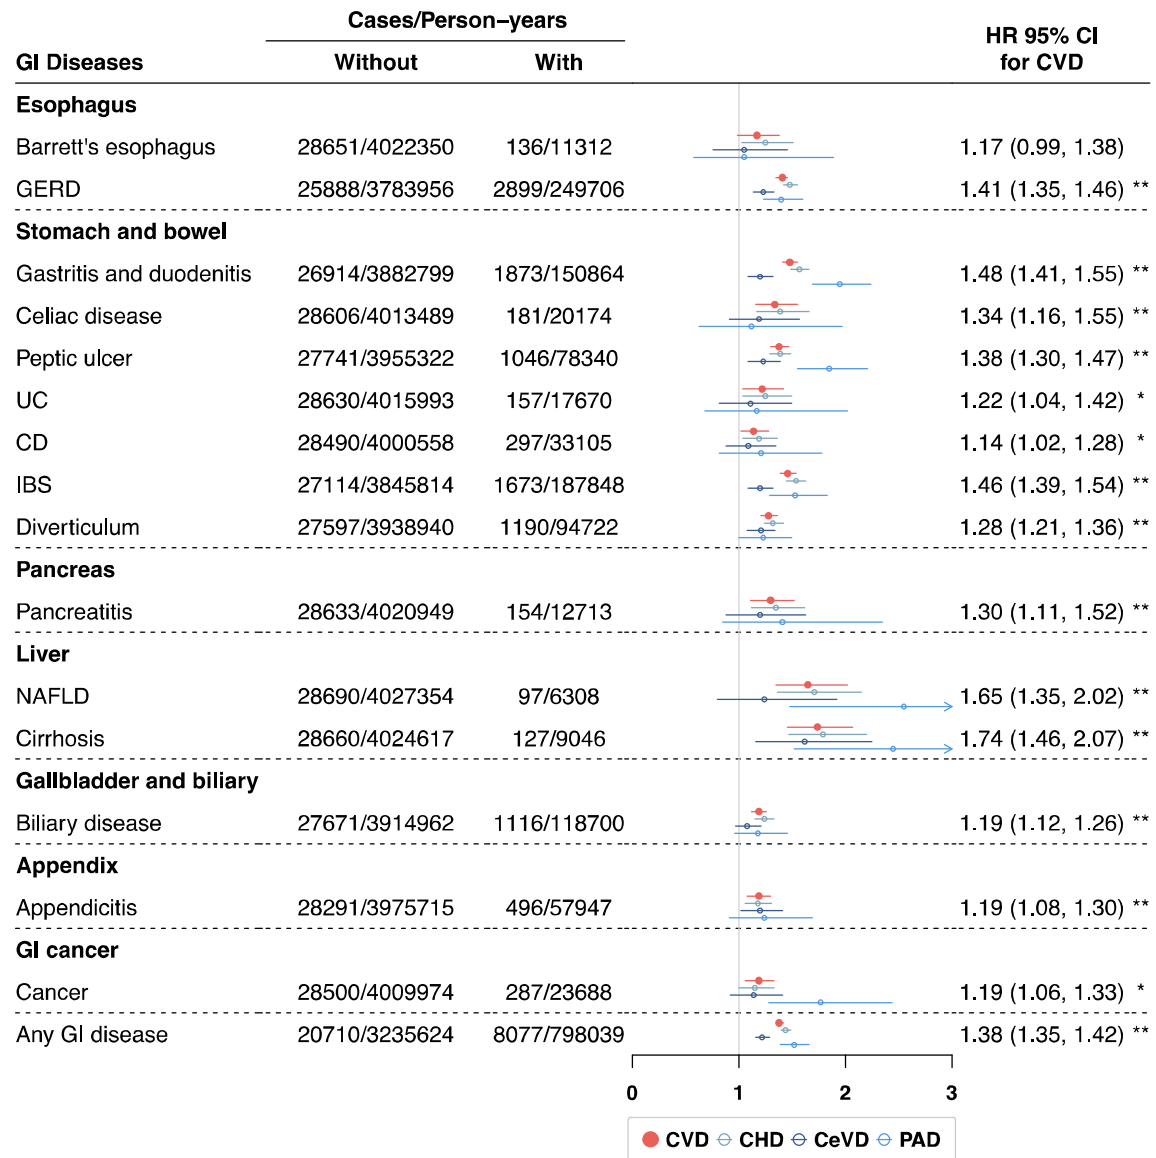 Cases/Person−years
HR 95% CI
GI Diseases Without With for CVD
Esophagus
Barrett's esophagus 28651/4022350 136/11312 1.17 (0.99, 1.38)
GERD 25888/3783956 2899/249706 1.41 (1.35, 1.46) **
Stomach and bowel
Gastritis and duodenitis 26914/3882799 1873/150864 1.48 (1.41, 1.55) **
Celiac disease 28606/4013489 181/20174 1.34 (1.16, 1.55) **
Peptic ulcer 27741/3955322 1046/78340 1.38 (1.30, 1.47) **
UC 28630/4015993 157/17670 1.22 (1.04, 1.42) *
CD 28490/4000558 297/33105 1.14 (1.02, 1.28) *
IBS 27114/3845814 1673/187848 1.46 (1.39, 1.54) **
Diverticulum 27597/3938940 1190/94722 1.28 (1.21, 1.36) **
Pancreas
Pancreatitis 28633/4020949 154/12713 1.30 (1.11, 1.52) **
Liver
NAFLD 28690/4027354 97/6308 1.65 (1.35, 2.02) **
Cirrhosis 28660/4024617 127/9046 1.74 (1.46, 2.07) **
Gallbladder and biliary
Biliary disease 27671/3914962 1116/118700 1.19 (1.12, 1.26) **
Appendix
Appendicitis 28291/3975715 496/57947 1.19 (1.08, 1.30) **
GI cancer
Cancer 28500/4009974 287/23688 1.19 (1.06, 1.33) *
Any GI disease 20710/3235624 8077/798039 1.38 (1.35, 1.42) **
0 1 2 3
CVD CHD CeVD PAD